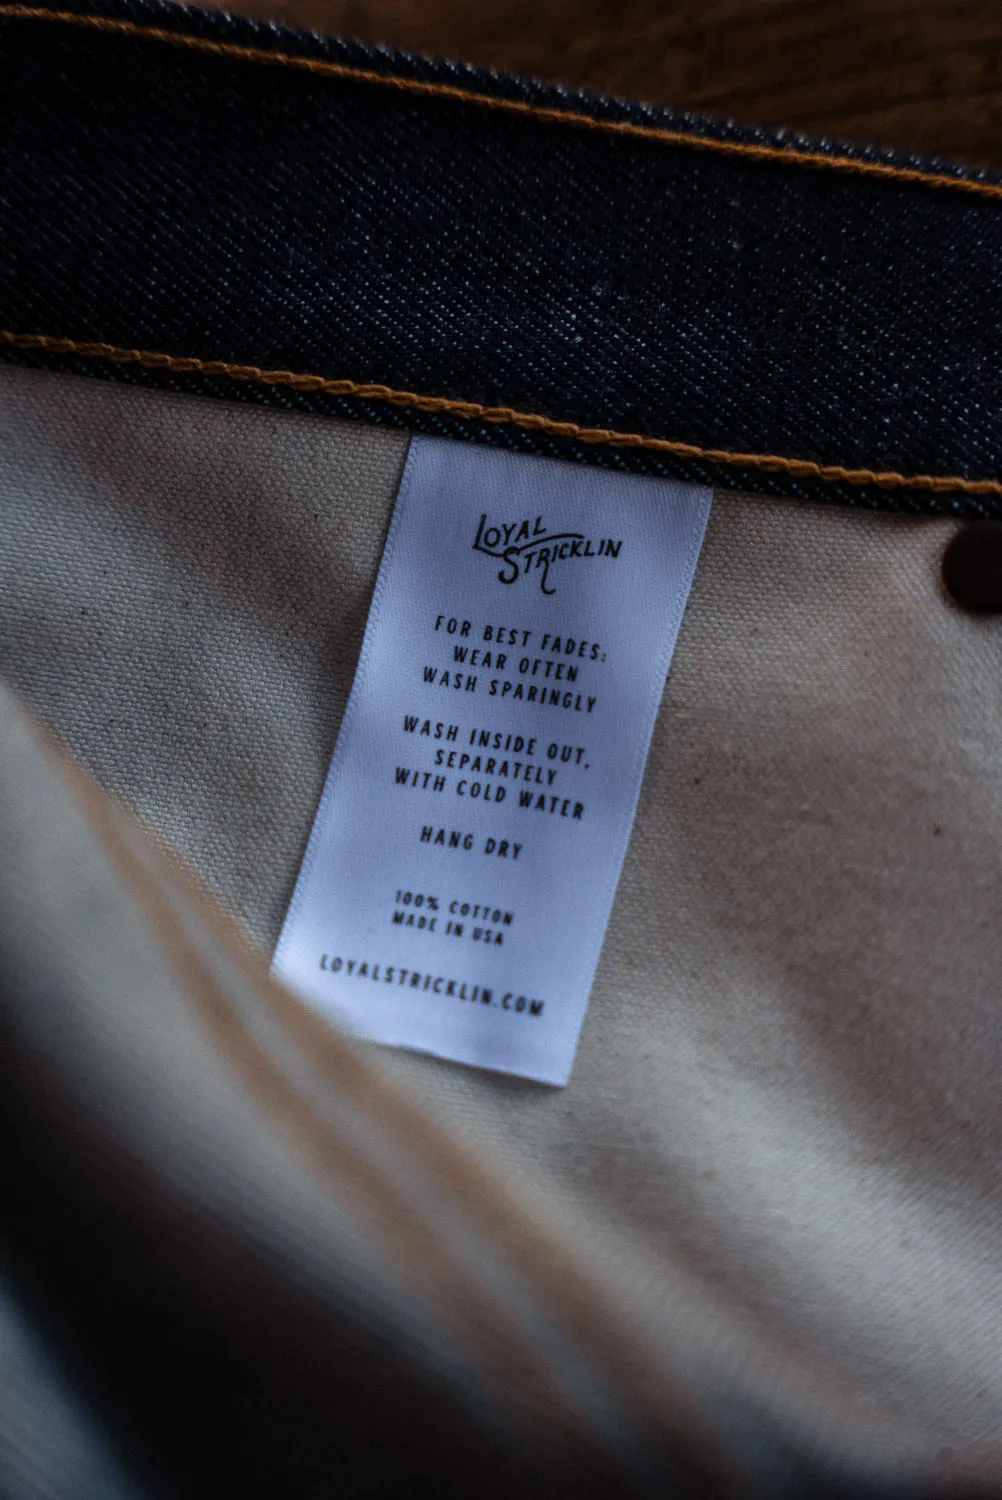 LOYAL
STRICKLIN
FOR BEST FADES:
WEAR OFTEN
WASH SPARINGLY
WASH INSIDE OUT,
SEPARATELY
WITH COLD WATER
HANG DRY
100% COTTON
MADE IN USA
LOYALSTRICKLIN.COM